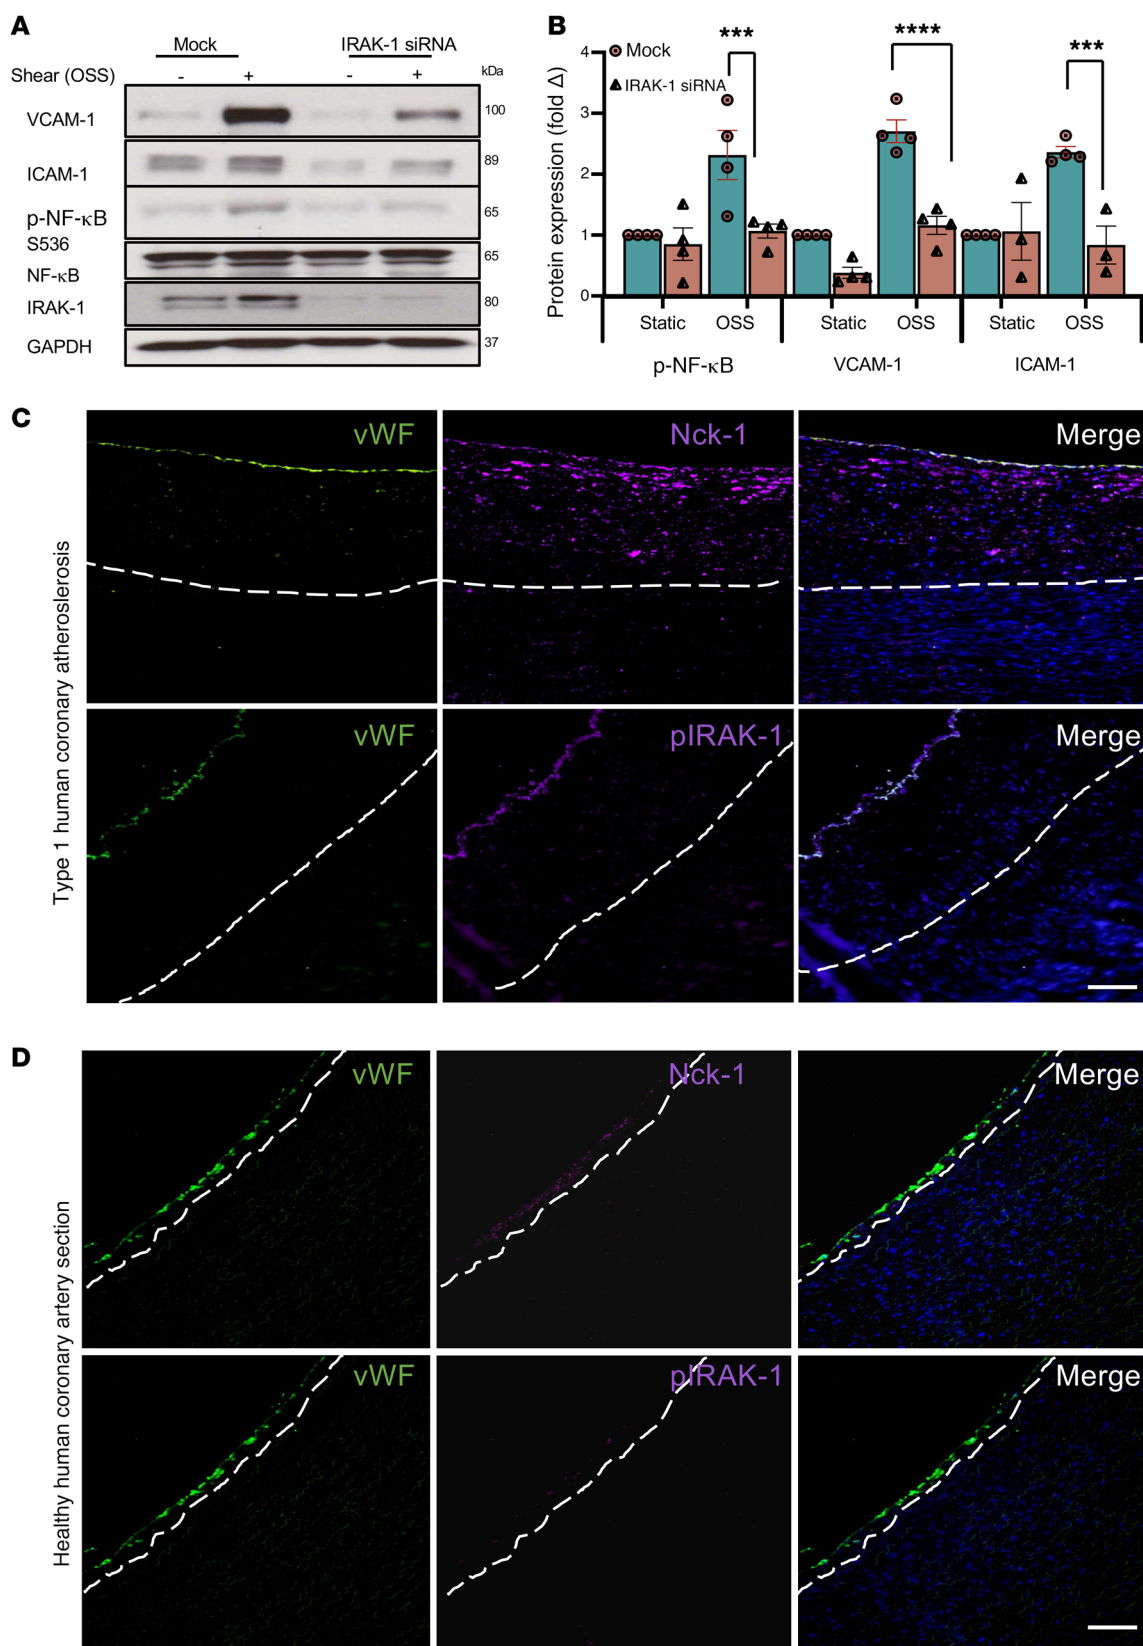 A
Mock IRAK-1 siRNA
Shear (OSS) - + - + kDa
VCAM-1 100
ICAM-1 89
p-NF-κB 65
S536
NF-κB 65
IRAK-1 80
GAPDH 37
B
*** **** ***
Protein expression (fold Δ)
4
3
2
1
0
Mock
IRAK-1 siRNA
Static OSS Static OSS Static OSS
p-NF-κB VCAM-1 ICAM-1
C
Type 1 human coronary atheroslerosis
vWF Nck-1 Merge
vWF pIRAK-1 Merge
D
Healthy human coronary artery section
vWF Nck-1 Merge
vWF pIRAK-1 Merge